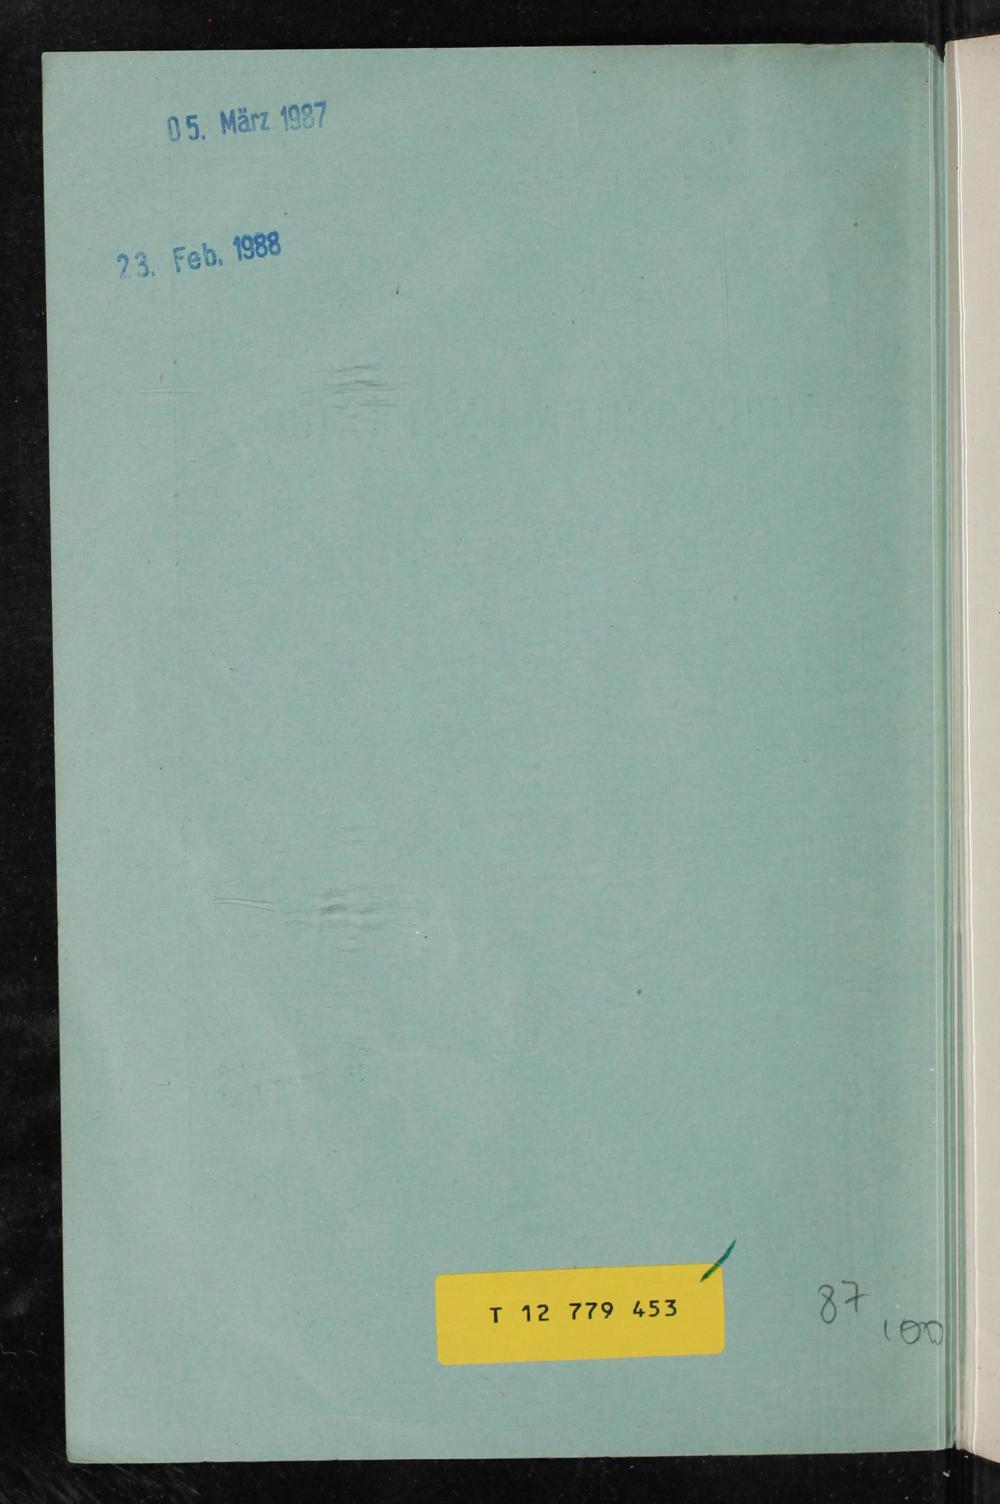 05. März 1987
23. Feb. 1988
T 12 779 453
87
100